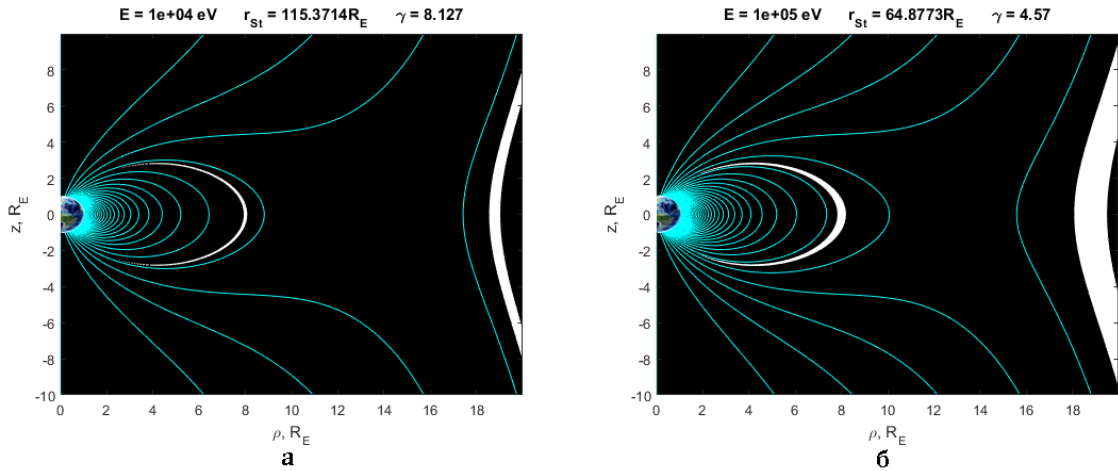 E = 1e+04 eV r_St = 115.3714R_E γ = 8.127
z, R_E
8
6
4
2
0
-2
-4
-6
-8
-10
0 2 4 6 8 10 12 14 16 18
ρ, R_E
а
E = 1e+05 eV r_St = 64.8773R_E γ = 4.57
z, R_E
8
6
4
2
0
-2
-4
-6
-8
-10
0 2 4 6 8 10 12 14 16 18
ρ, R_E
б